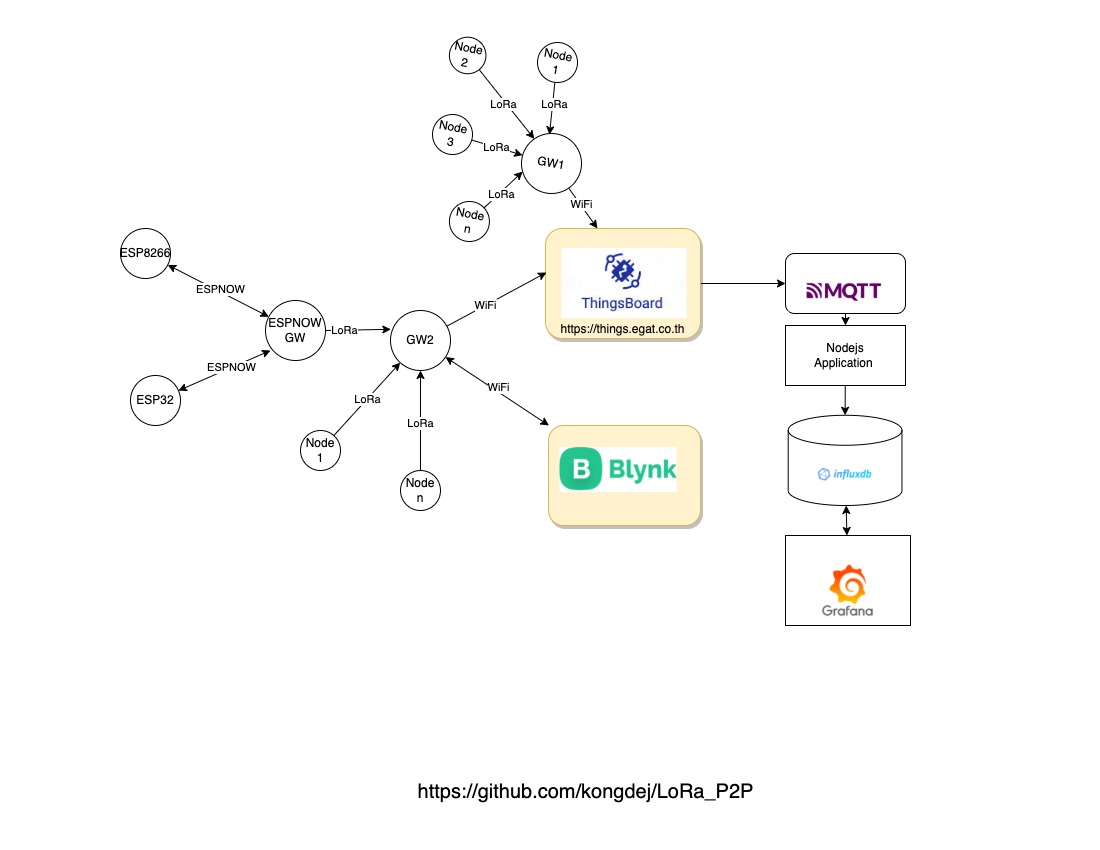 Node
2
Node
1
LoRa
LoRa
Node
3
LoRa
GW1
LoRa
Node
n
WiFi
ESP8266
ESPNOW
ESPNOW
GW
LoRa
GW2
WiFi
ThingsBoard
https://things.egat.co.th
MQTT
Nodejs
Application
ESPNOW
ESP32
LoRa
LoRa
WiFi
Node
1
Node
n
B Blynk
influxdb
Grafana
https://github.com/kongdej/LoRa_P2P